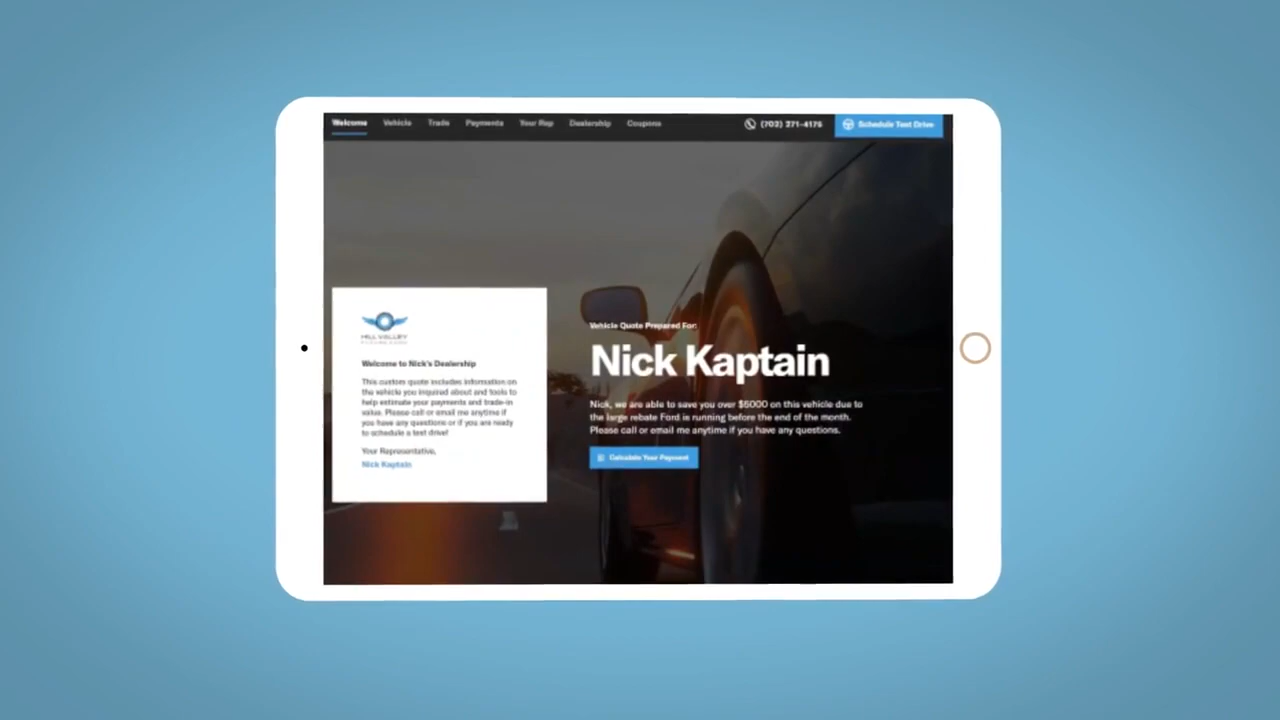 Welcome Vehicle Trade Payments Your Rep Dealership Coupons (702) 271-4175 Schedule Test Drive
HILL VALLEY
Welcome to Nick's Dealership
This custom quote includes information on
the vehicle you inquired about and tools to
help estimate your payments and trade-in
value. Please call or email me anytime if
you have any questions or if you are ready
to schedule a test drive!
Your Representative,
Nick Kaptain
Vehicle Quote Prepared For:
Nick Kaptain
Nick, we are able to save you over $5000 on this vehicle due to
the large rebate Ford is running before the end of the month.
Please call or email me anytime if you have any questions.
Calculate Your Payment